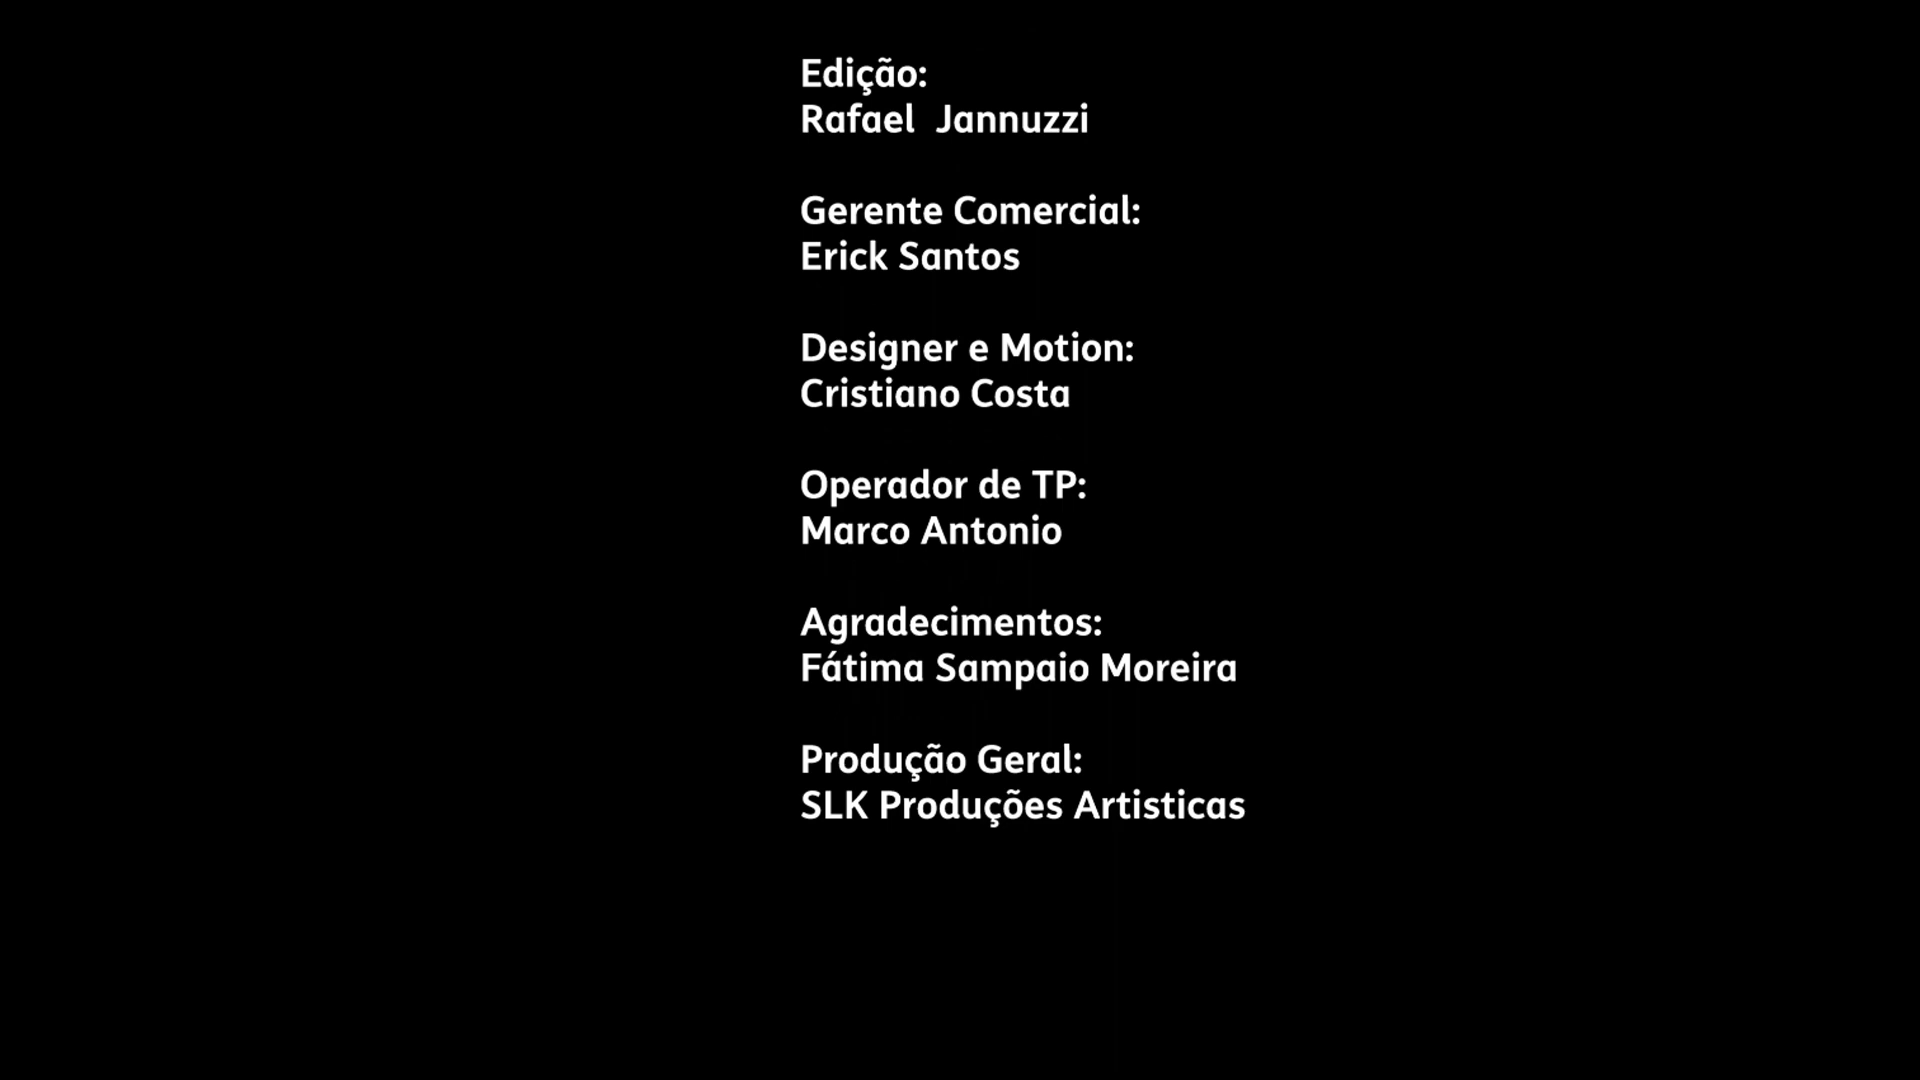 Edição:
Rafael  Jannuzzi
Gerente Comercial:
Erick Santos
Designer e Motion:
Cristiano Costa
Operador de TP:
Marco Antonio
Agradecimentos:
Fátima Sampaio Moreira
Produção Geral:
SLK Produções Artisticas